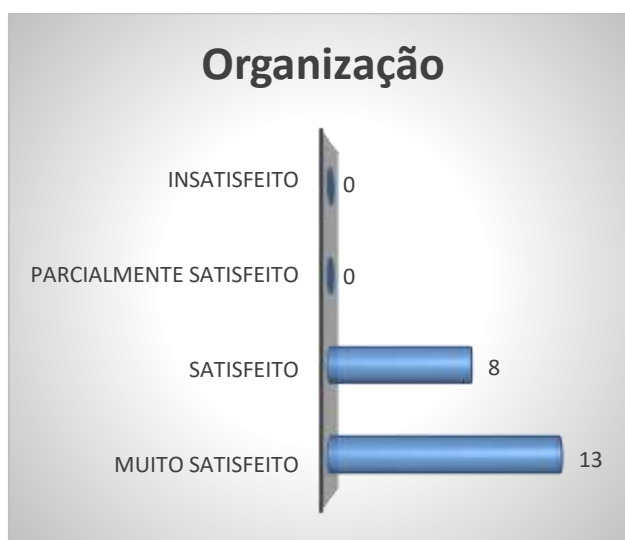 Organização
INSATISFEITO 0
PARCIALMENTE SATISFEITO 0
SATISFEITO 8
MUITO SATISFEITO 13